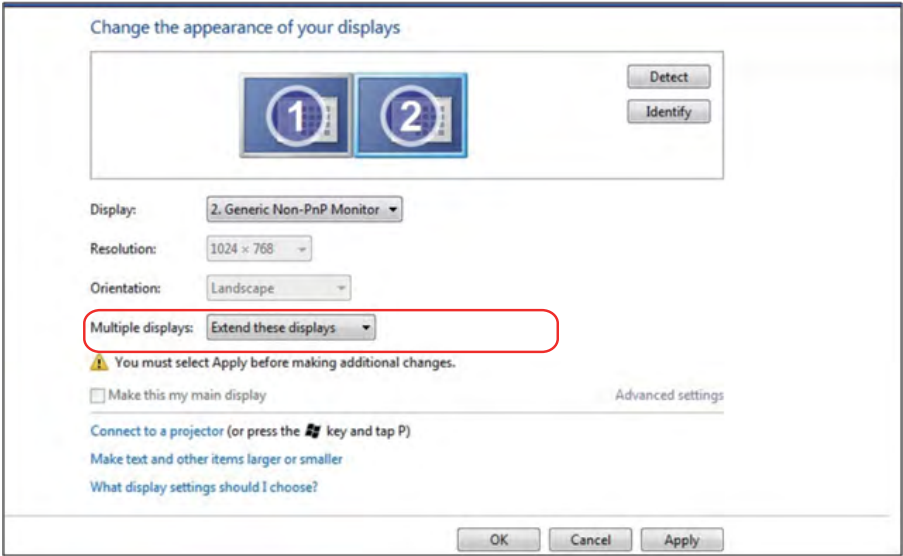 Change the appearance of your displays
1
2
Detect
Identify
Display:
2. Generic Non-PnP Monitor
Resolution:
1024 × 768
Orientation:
Landscape
Multiple displays:
Extend these displays
You must select Apply before making additional changes.
Make this my main display
Advanced settings
Connect to a projector (or press the key and tap P)
Make text and other items larger or smaller
What display settings should I choose?
OK
Cancel
Apply